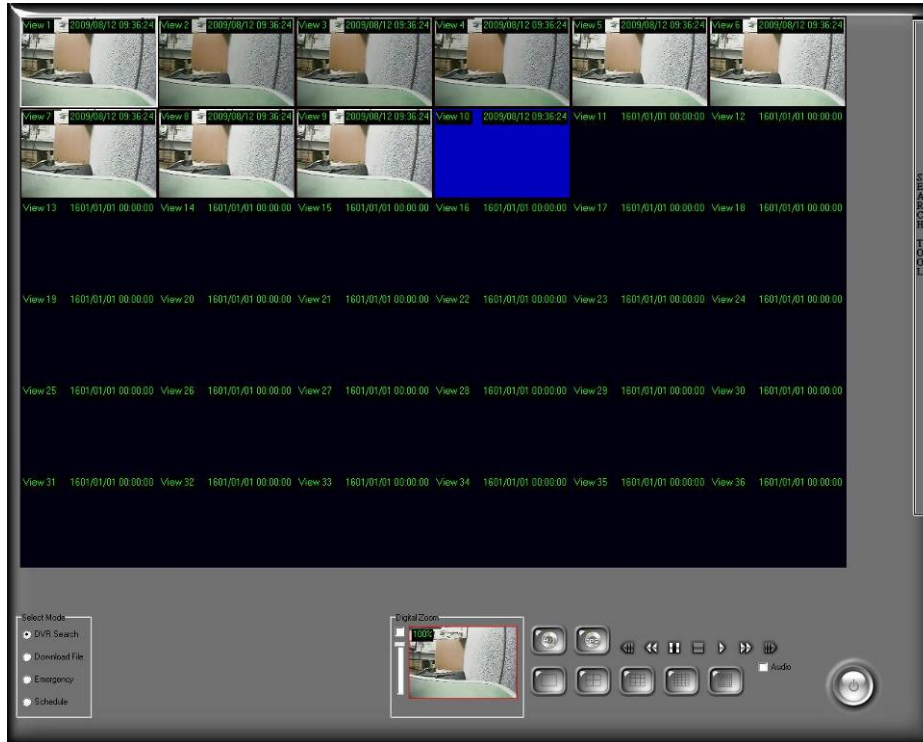 View 1 2009/08/12 09:36:24 View 2 2009/08/12 09:36:24 View 3 2009/08/12 09:36:24 View 4 2009/08/12 09:36:24 View 5 2009/08/12 09:36:24 View 6 2009/08/12 09:36:24
View 7 2009/08/12 09:36:24 View 8 2009/08/12 09:36:24 View 9 2009/08/12 09:36:24 View 10 2009/08/12 09:36:24 View 11 1601/01/01 00:00:00 View 12 1601/01/01 00:00:00
View 13 1601/01/01 00:00:00 View 14 1601/01/01 00:00:00 View 15 1601/01/01 00:00:00 View 16 1601/01/01 00:00:00 View 17 1601/01/01 00:00:00 View 18 1601/01/01 00:00:00
View 19 1601/01/01 00:00:00 View 20 1601/01/01 00:00:00 View 21 1601/01/01 00:00:00 View 22 1601/01/01 00:00:00 View 23 1601/01/01 00:00:00 View 24 1601/01/01 00:00:00
View 25 1601/01/01 00:00:00 View 26 1601/01/01 00:00:00 View 27 1601/01/01 00:00:00 View 28 1601/01/01 00:00:00 View 29 1601/01/01 00:00:00 View 30 1601/01/01 00:00:00
View 31 1601/01/01 00:00:00 View 32 1601/01/01 00:00:00 View 33 1601/01/01 00:00:00 View 34 1601/01/01 00:00:00 View 35 1601/01/01 00:00:00 View 36 1601/01/01 00:00:00
SEARCH TOOL
Select Mode
DVR Search
Download File
Emergency
Schedule
Digital Zoom
100%
Audio